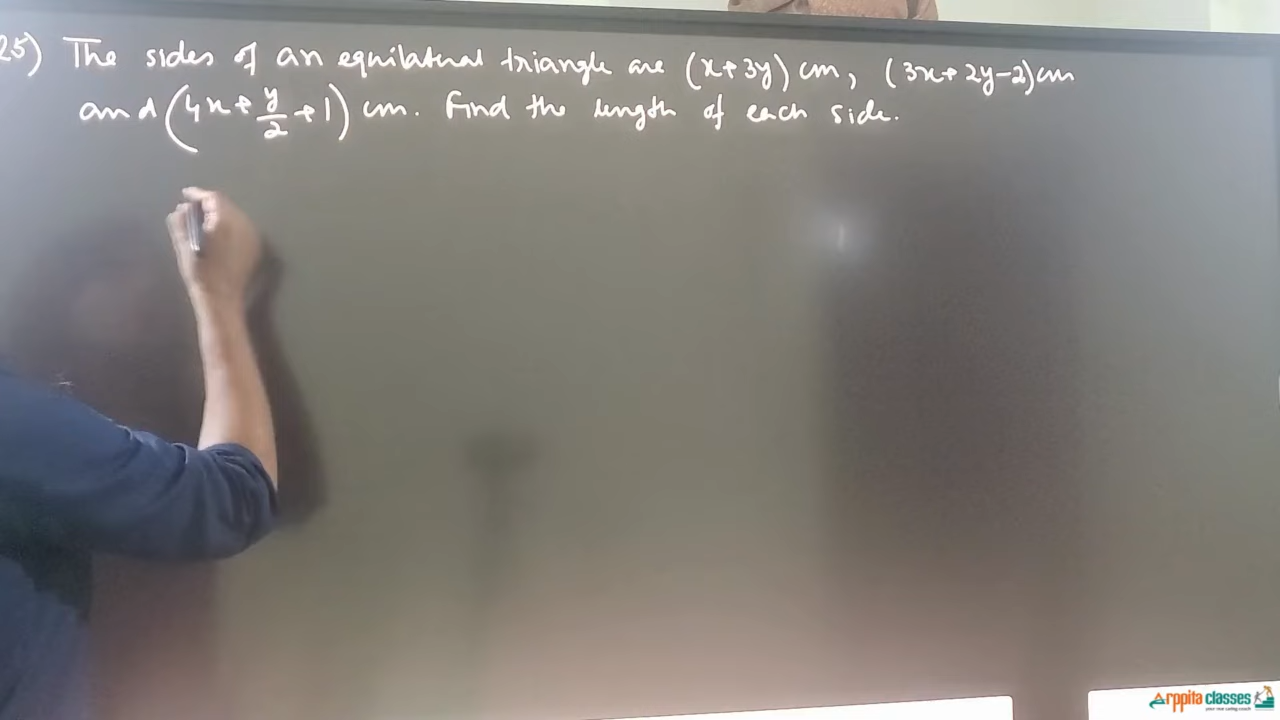 25) The sides of an equilateral triangle are (x+3y) cm, (3x+2y-2)cm
and (4x+y/2+1) cm. Find the length of each side.
Arppita classes